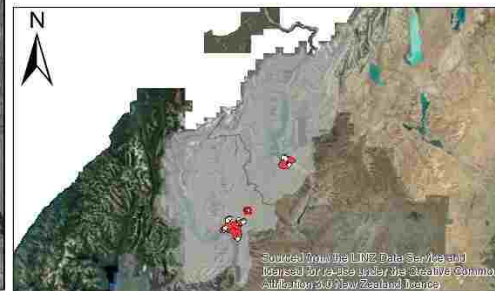 N
Sourced from the LINZ Data Service and
licensed for re-use under the Creative Commo
Attribution 3.0 New Zealand licence